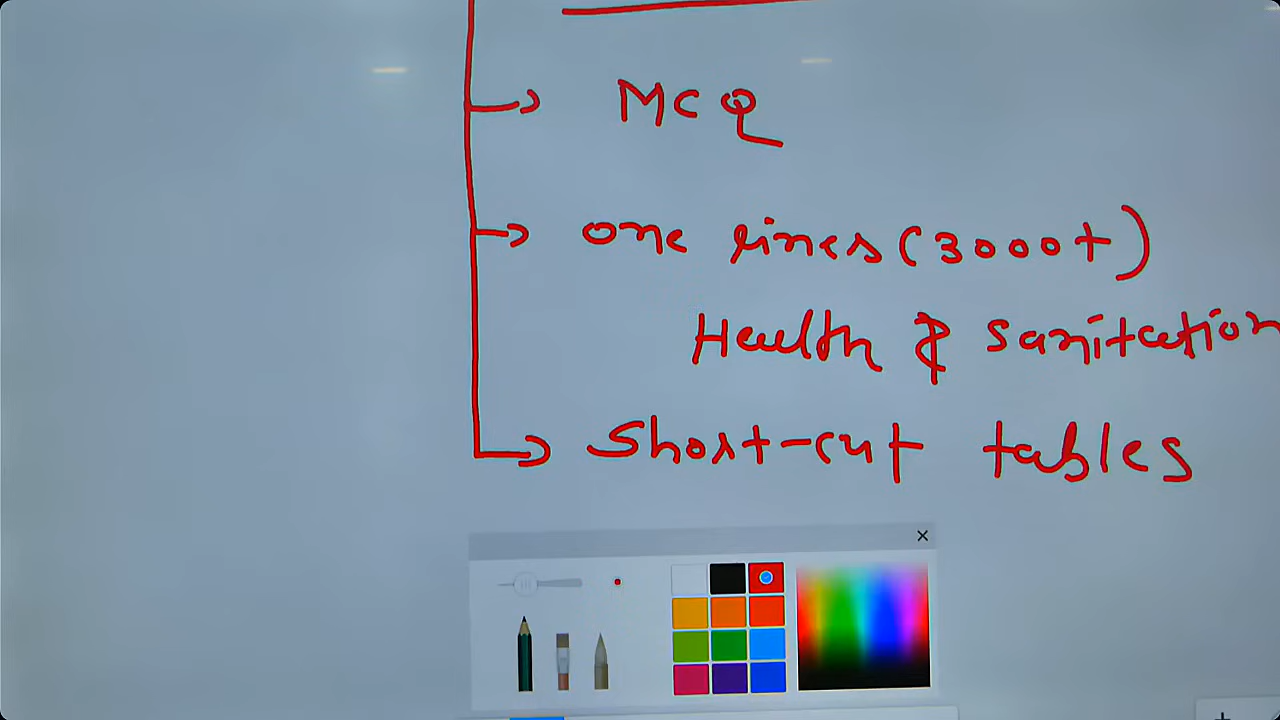 MCQ
one lines (3000+)
Health & sanitation
Short-cut tables